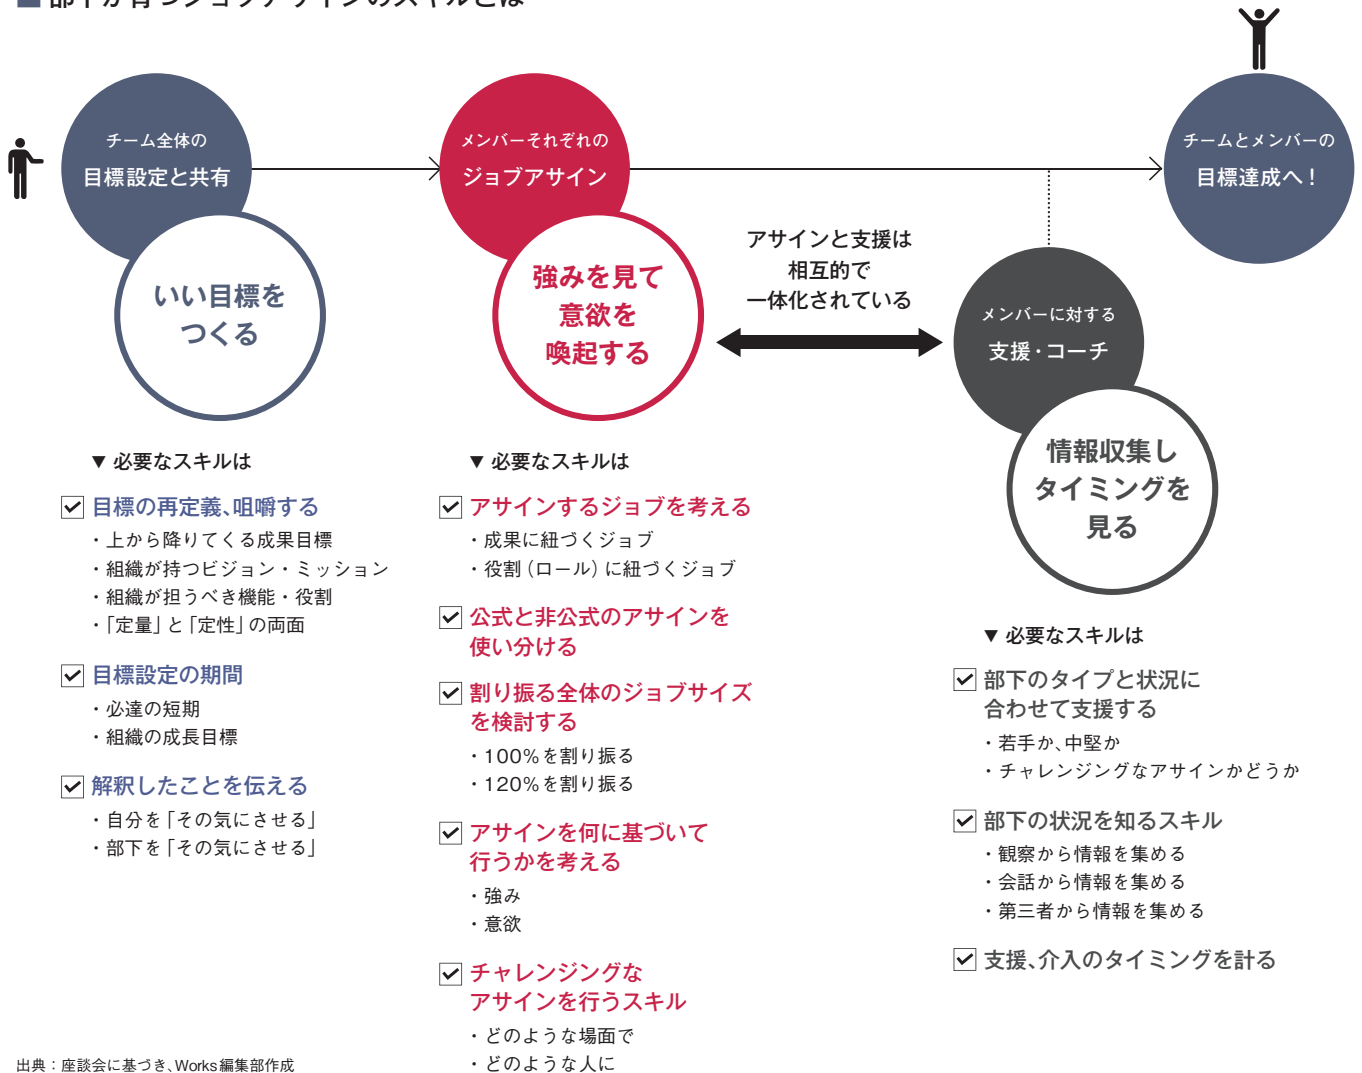 ■ 部下が育つジョブアサインのスキルとは
チーム全体の
目標設定と共有
いい目標を
つくる
▼ 必要なスキルは
目標の再定義、咀嚼する
・上から降りてくる成果目標
・組織が持つビジョン・ミッション
・組織が担うべき機能・役割
・「定量」と「定性」の両面
目標設定の期間
・必達の短期
・組織の成長目標
解釈したことを伝える
・自分を「その気にさせる」
・部下を「その気にさせる」
メンバーそれぞれの
ジョブアサイン
強みを見て
意欲を
喚起する
▼ 必要なスキルは
アサインするジョブを考える
・成果に紐づくジョブ
・役割（ロール）に紐づくジョブ
公式と非公式のアサインを
使い分ける
割り振る全体のジョブサイズ
を検討する
・100％を割り振る
・120％を割り振る
アサインを何に基づいて
行うかを考える
・強み
・意欲
チャレンジングな
アサインを行うスキル
・どのような場面で
・どのような人に
アサインと支援は
相互的で
一体化されている
メンバーに対する
支援・コーチ
情報収集し
タイミングを
見る
▼ 必要なスキルは
部下のタイプと状況に
合わせて支援する
・若手か、中堅か
・チャレンジングなアサインかどうか
部下の状況を知るスキル
・観察から情報を集める
・会話から情報を集める
・第三者から情報を集める
支援、介入のタイミングを計る
チームとメンバーの
目標達成へ！
出典：座談会に基づき、Works編集部作成